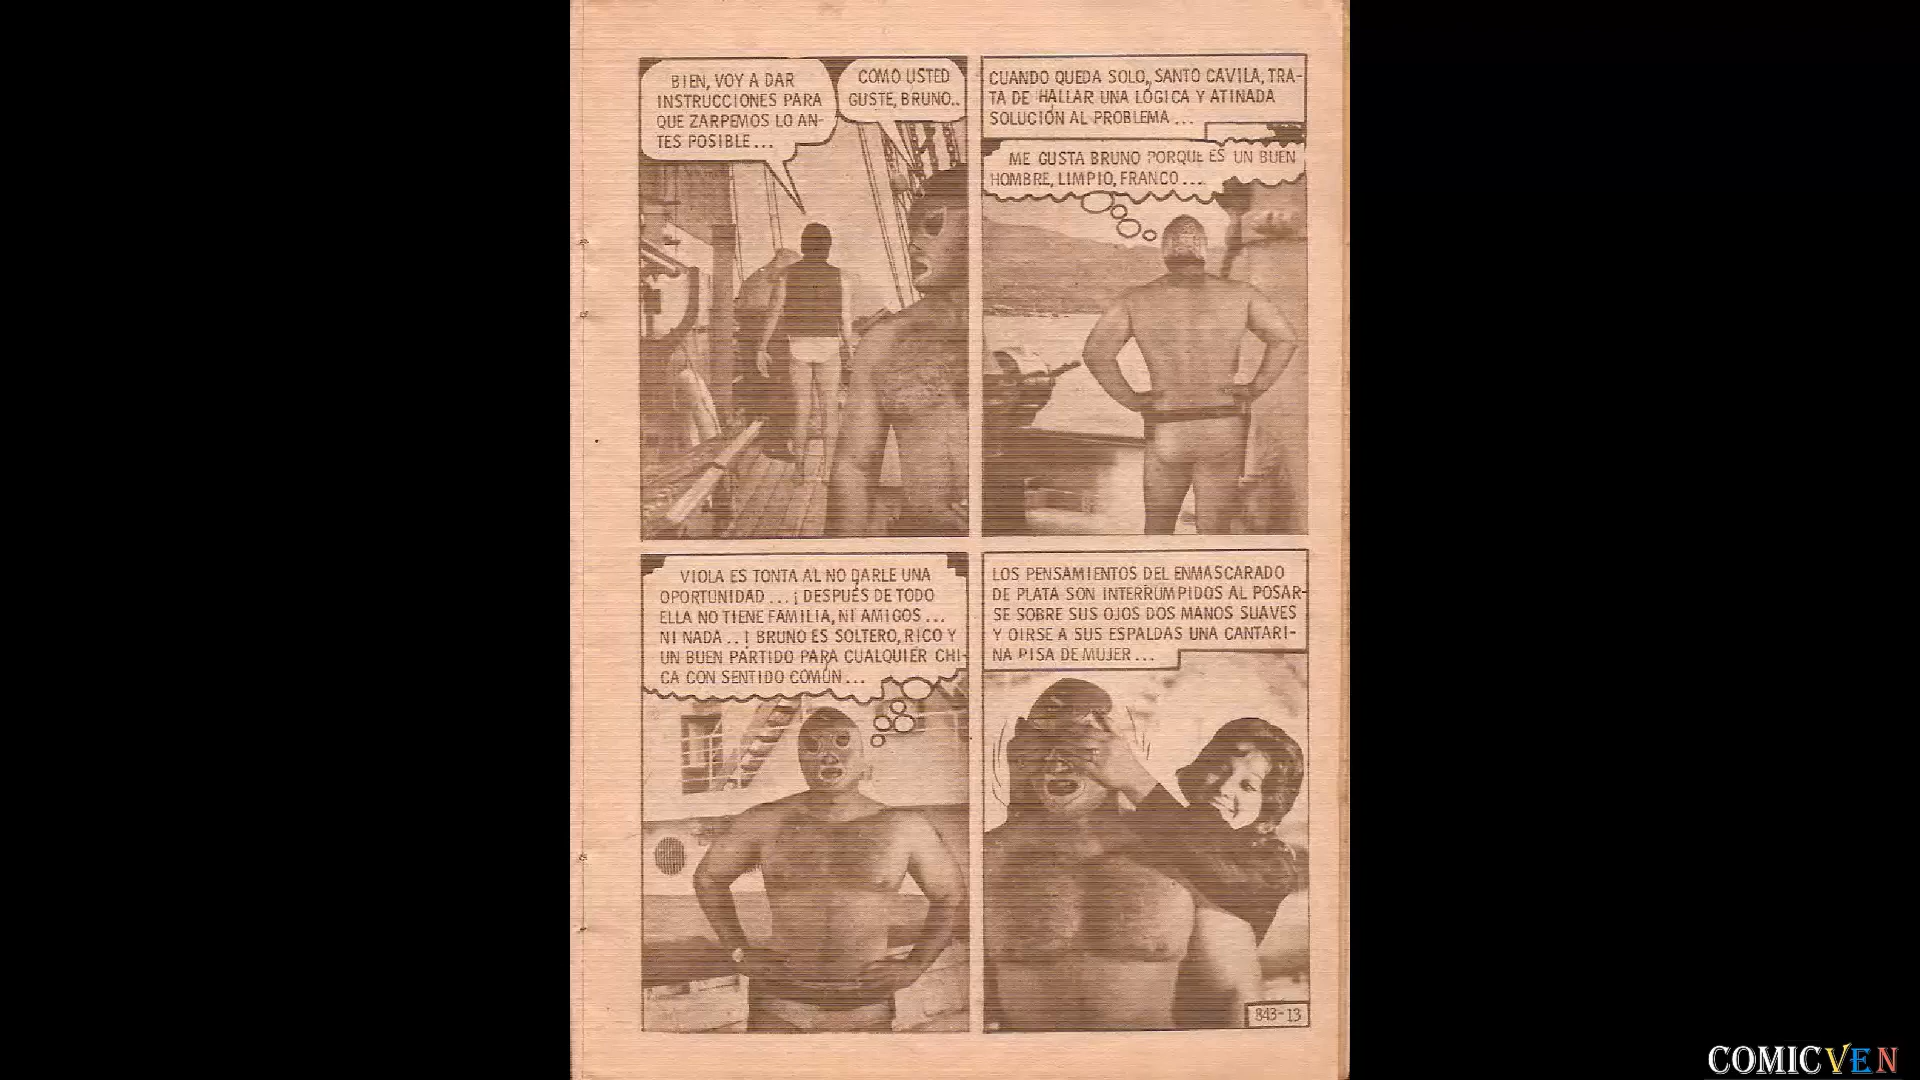 BIEN, VOY A DAR
INSTRUCCIONES PARA
QUE ZARPEMOS LO AN-
TES POSIBLE...
COMO USTED
GUSTE, BRUNO..
CUANDO QUEDA SOLO, SANTO CAVILA, TRA-
TA DE HALLAR UNA LÓGICA Y ATINADA
SOLUCIÓN AL PROBLEMA...
ME GUSTA BRUNO PORQUE ES UN BUEN
HOMBRE, LIMPIO, FRANCO...
VIOLA ES TONTA AL NO DARLE UNA
OPORTUNIDAD...¡DESPUÉS DE TODO
ELLA NO TIENE FAMILIA, NI AMIGOS...
NI NADA..! BRUNO ES SOLTERO, RICO Y
UN BUEN PARTIDO PARA CUALQUIER CHI-
CA CON SENTIDO COMÚN...
LOS PENSAMIENTOS DEL ENMASCARADO
DE PLATA SON INTERRUMPIDOS AL POSAR-
SE SOBRE SUS OJOS DOS MANOS SUAVES
Y OIRSE A SUS ESPALDAS UNA CANTARI-
NA RISA DE MUJER...
843-13
COMICVEN